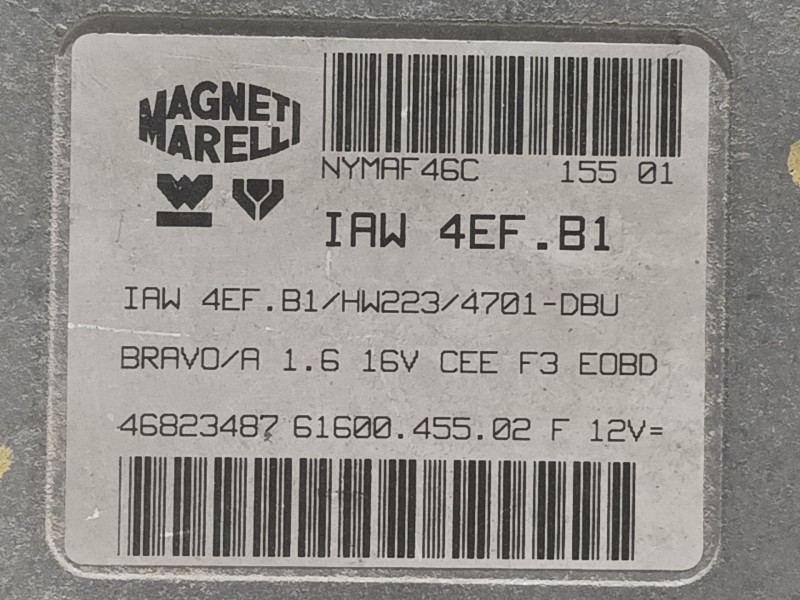 MAGNETI
MARELLI
NYMAF46C 155 01
IAW 4EF.B1
IAW 4EF.B1/HW223/4701-DBU
BRAVO/A 1.6 16V CEE F3 EOBD
46823487 61600.455.02 F 12V=